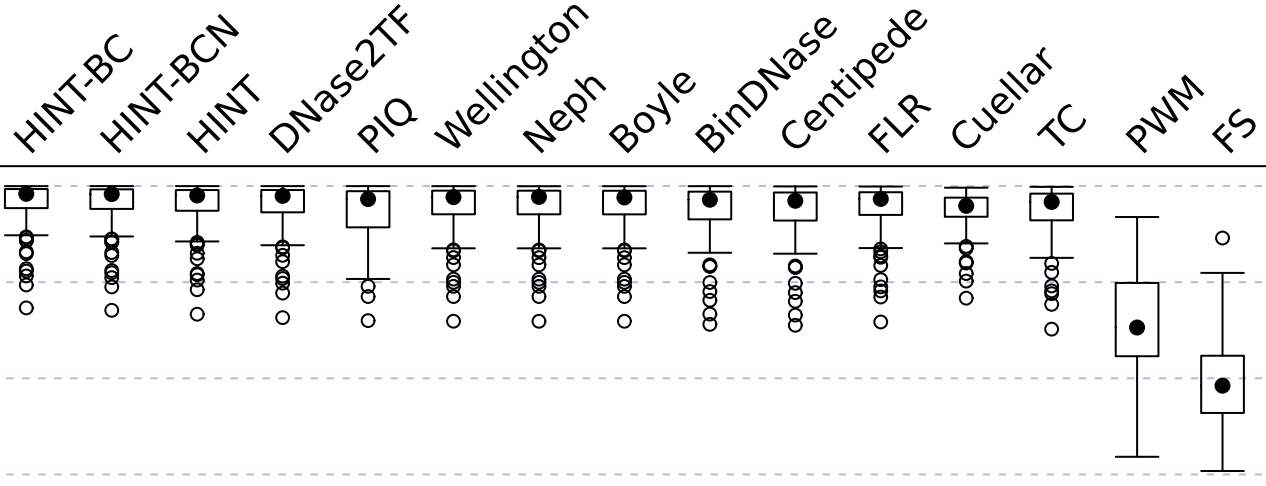 HINT-BC
HINT-BCN
HINT
DNase2TF
PIQ
Wellington
Neph
Boyle
BinDNase
Centipede
FLR
Cuellar
TC
PWM
FS